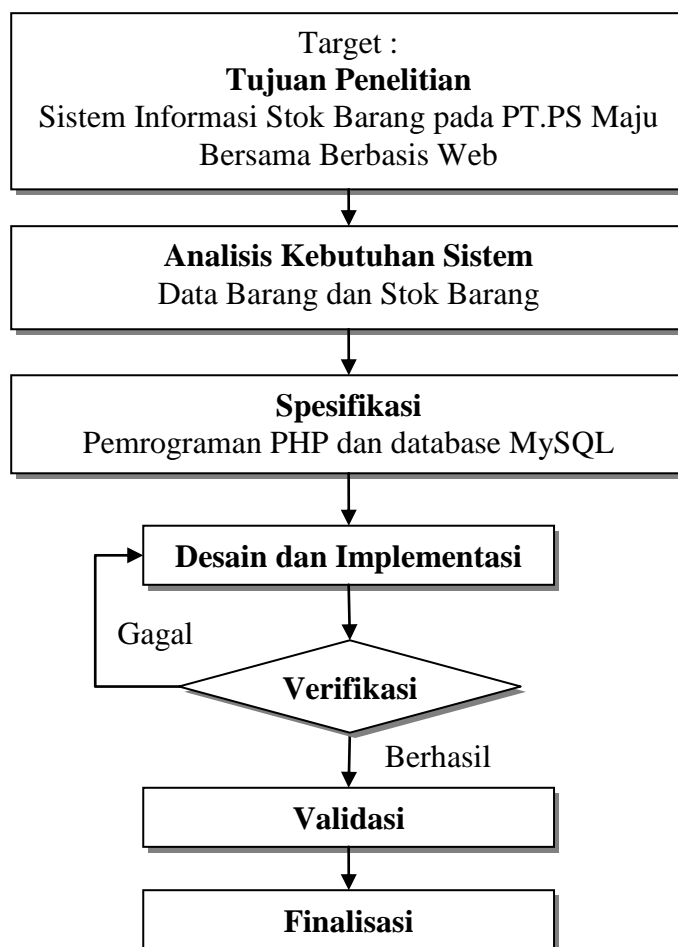 Target :
Tujuan Penelitian
Sistem Informasi Stok Barang pada PT.PS Maju
Bersama Berbasis Web
Analisis Kebutuhan Sistem
Data Barang dan Stok Barang
Spesifikasi
Pemrograman PHP dan database MySQL
Desain dan Implementasi
Gagal
Verifikasi
Berhasil
Validasi
Finalisasi